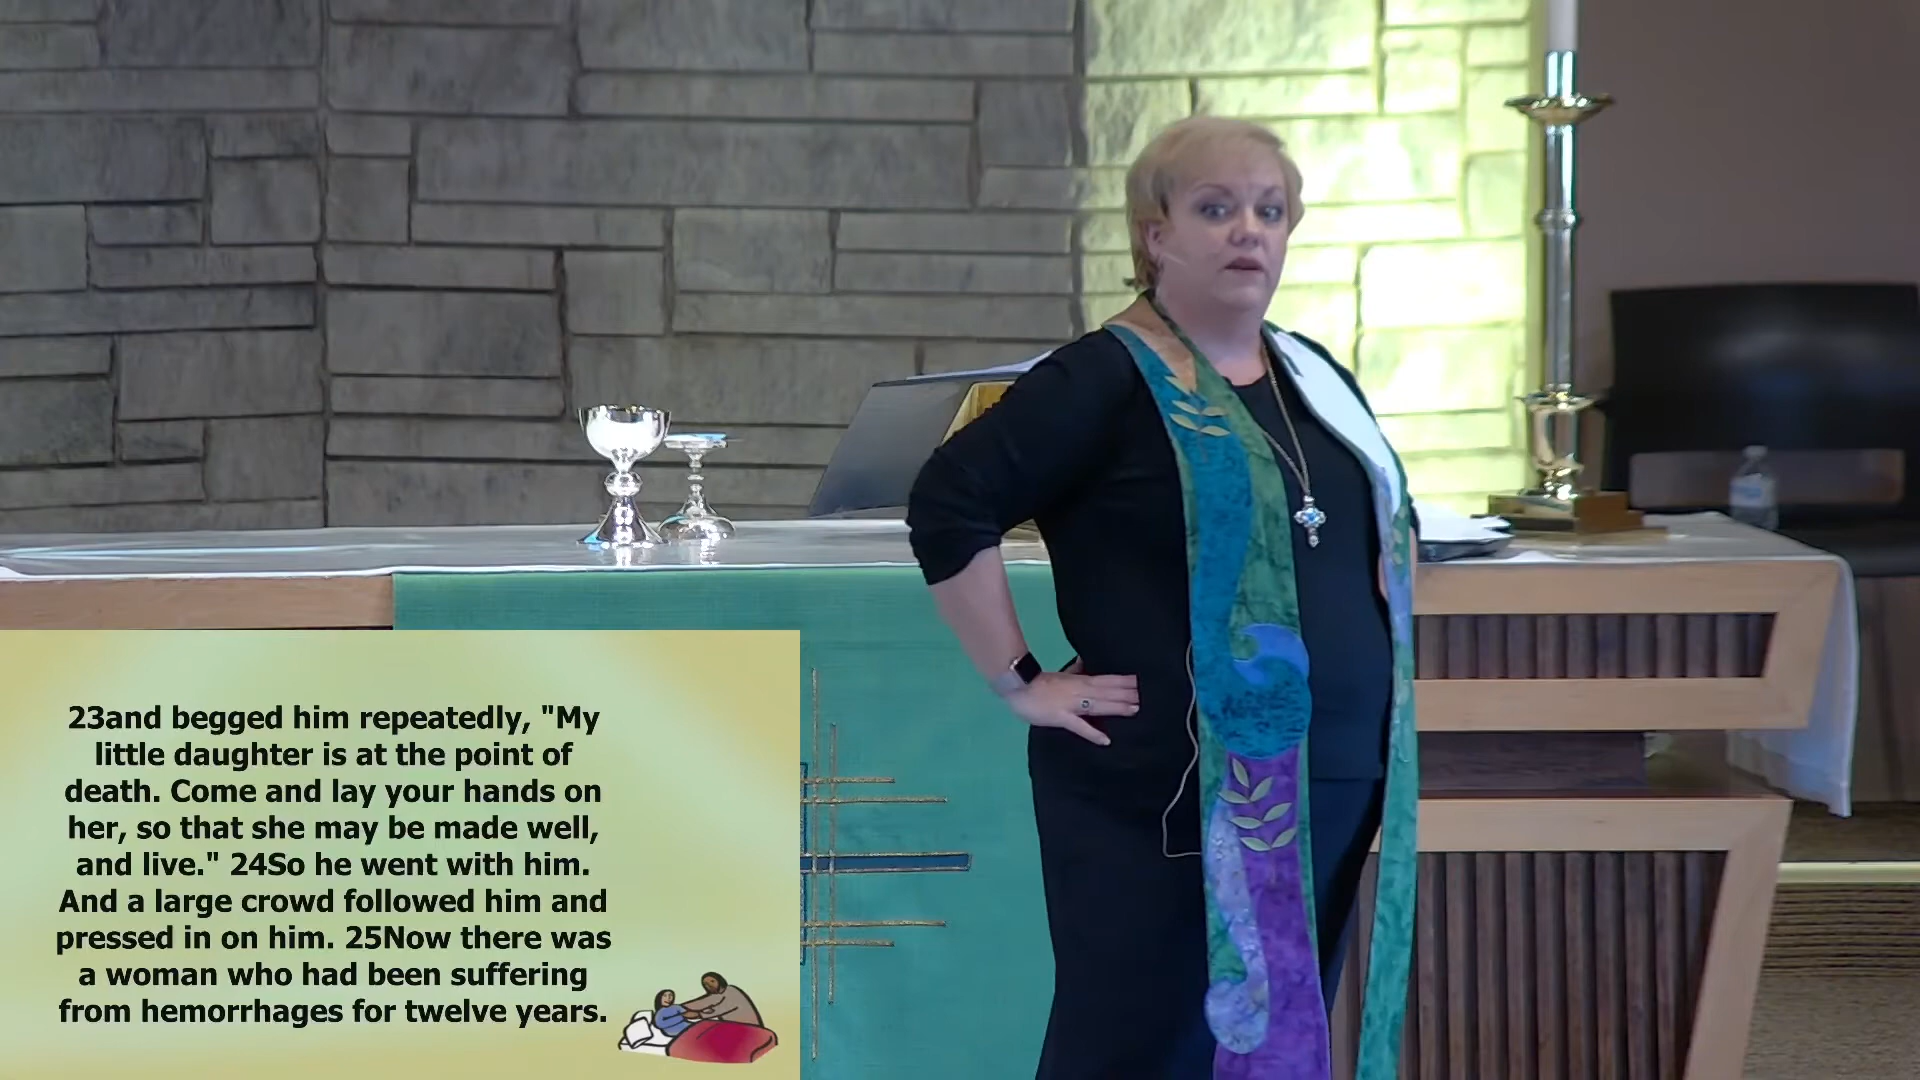 23and begged him repeatedly, "My
little daughter is at the point of
death. Come and lay your hands on
her, so that she may be made well,
and live." 24So he went with him.
And a large crowd followed him and
pressed in on him. 25Now there was
a woman who had been suffering
from hemorrhages for twelve years.